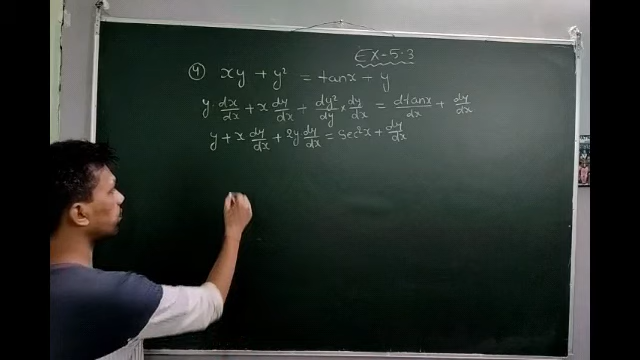 EX-5.3
④ xy + y² = tanx + y
y·dx/dx + x dy/dx + dy²/dy × dy/dx = dtanx/dx + dy/dx
y + x dy/dx + 2y dy/dx = Sec²x + dy/dx